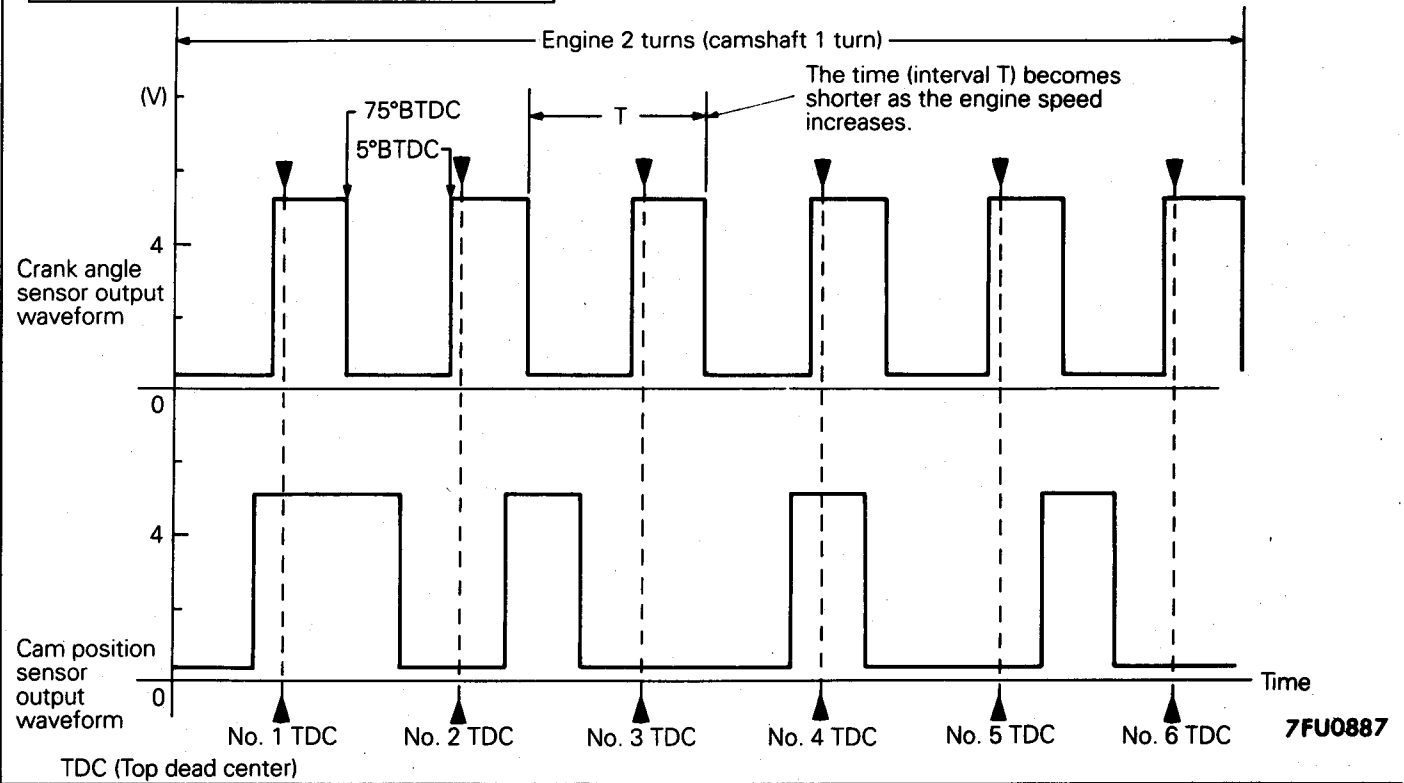 Engine 2 turns (camshaft 1 turn)
The time (interval T) becomes
shorter as the engine speed
increases.
(V)
75°BTDC
T
5°BTDC
4
Crank angle
sensor output
waveform
0
4
Cam position
sensor
output
waveform
0
Time
No. 1 TDC
No. 2 TDC
No. 3 TDC
No. 4 TDC
No. 5 TDC
No. 6 TDC
7FU0887
TDC (Top dead center)